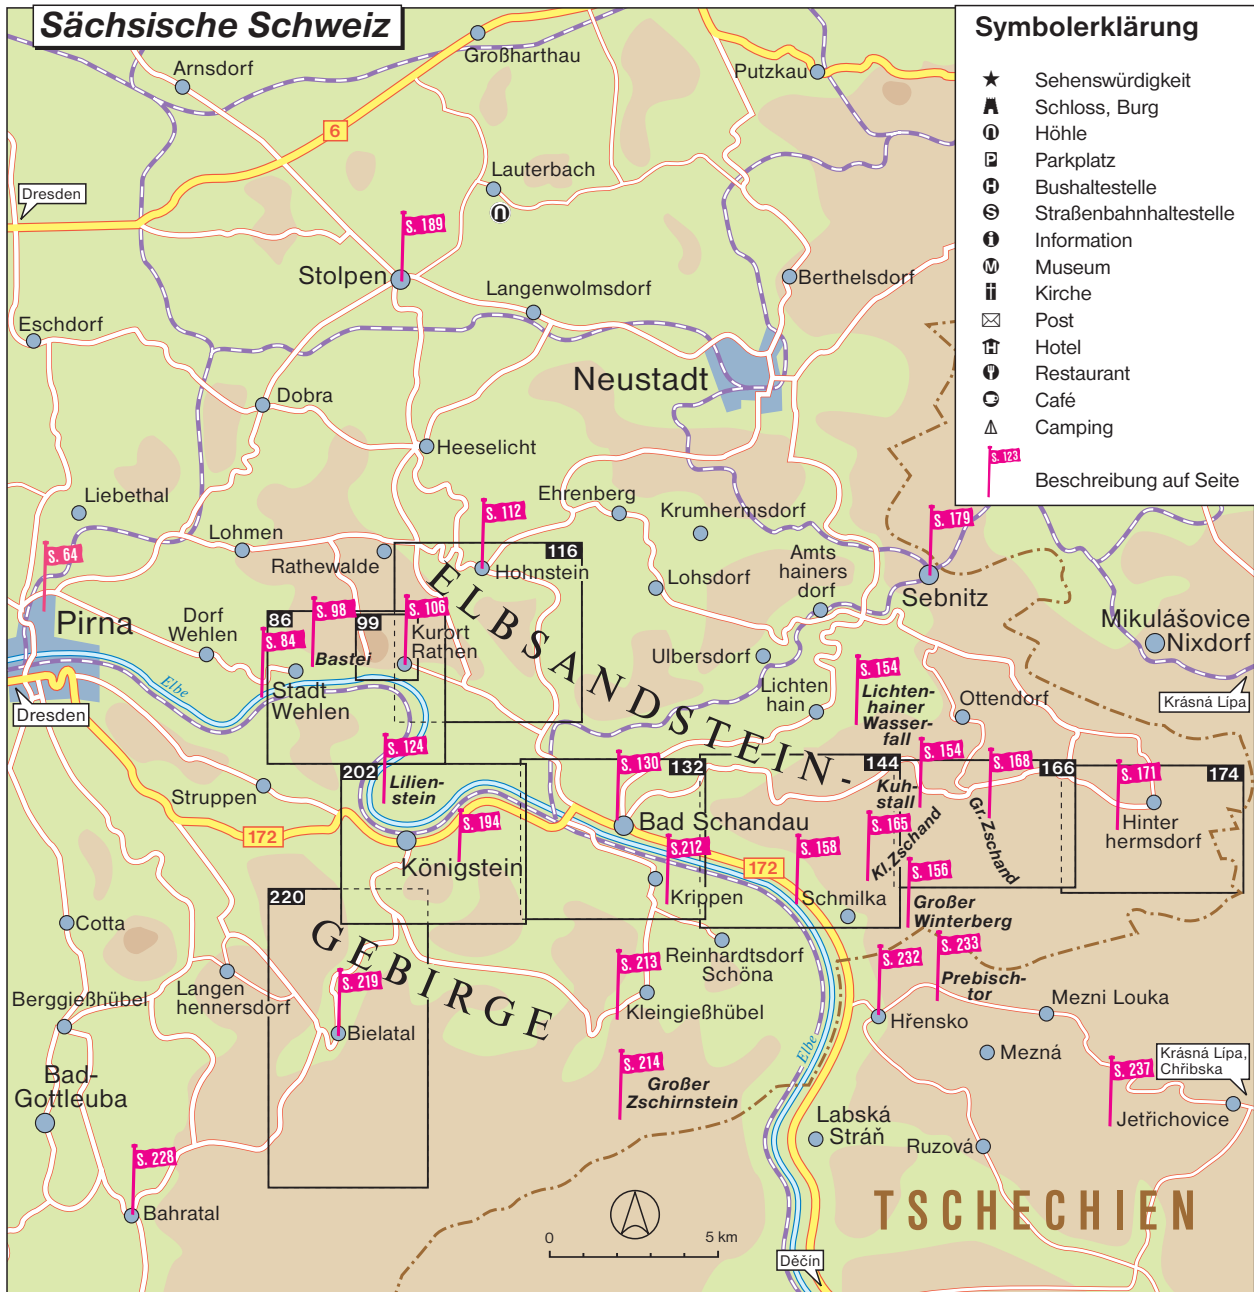 Sächsische Schweiz
Symbolerklärung
Sehenswürdigkeit
Schloss, Burg
Höhle
P
Parkplatz
H
Bushaltestelle
S
Straßenbahnhaltestelle
i
Information
M
Museum
Kirche
Post
H
Hotel
Restaurant
Café
Camping
S. 123
Beschreibung auf Seite
Arnsdorf
Großharthau
Putzkau
6
Dresden
Lauterbach
S. 189
Stolpen
Berthelsdorf
Langenwolmsdorf
Eschdorf
Neustadt
Dobra
Heeselicht
Liebethal
Ehrenberg
S. 112
Krumhermsdorf
S. 179
Lohmen
S. 64
Rathewalde
116
Hohnstein
Amts
hainers
dorf
Lohsdorf
Sebnitz
Pirna
Dorf
Wehlen
86
S. 98
99
S. 106
Kurort
Rathen
S. 84
Bastei
Stadt
Wehlen
Mikulášovice
Nixdorf
Krásná Lípa
Ulbersdorf
Lichten
hain
S. 154
Lichten-
hainer
Wasser-
fall
Ottendorf
Elbe
Dresden
ELBSANDSTEIN-
GEBIRGE
S. 124
Lilien-
stein
202
S. 130
132
144
S. 154
Kuh-
stall
S. 168
166
S. 171
174
Struppen
172
S. 194
Königstein
Bad Schandau
S. 165
Kl. Zschand
Gr. Zschand
Hinter
hermsdorf
S.212
172
S. 158
S. 156
Krippen
Schmilka
Großer
Winterberg
220
Cotta
Reinhardtsdorf
Schöna
S. 213
S. 232
S. 233
Prebisch-
tor
Langen
hennersdorf
S. 219
Berggießhübel
Bielatal
Kleingießhübel
Hřensko
Mezni Louka
Mezná
Elbe
Krásná Lípa,
Chřibska
Bad-
Gottleuba
S. 214
Großer
Zschirnstein
S. 237
Jetřichovice
Labská
Stráň
Ruzová
S. 228
Bahratal
TSCHECHIEN
0
5 km
Děčín